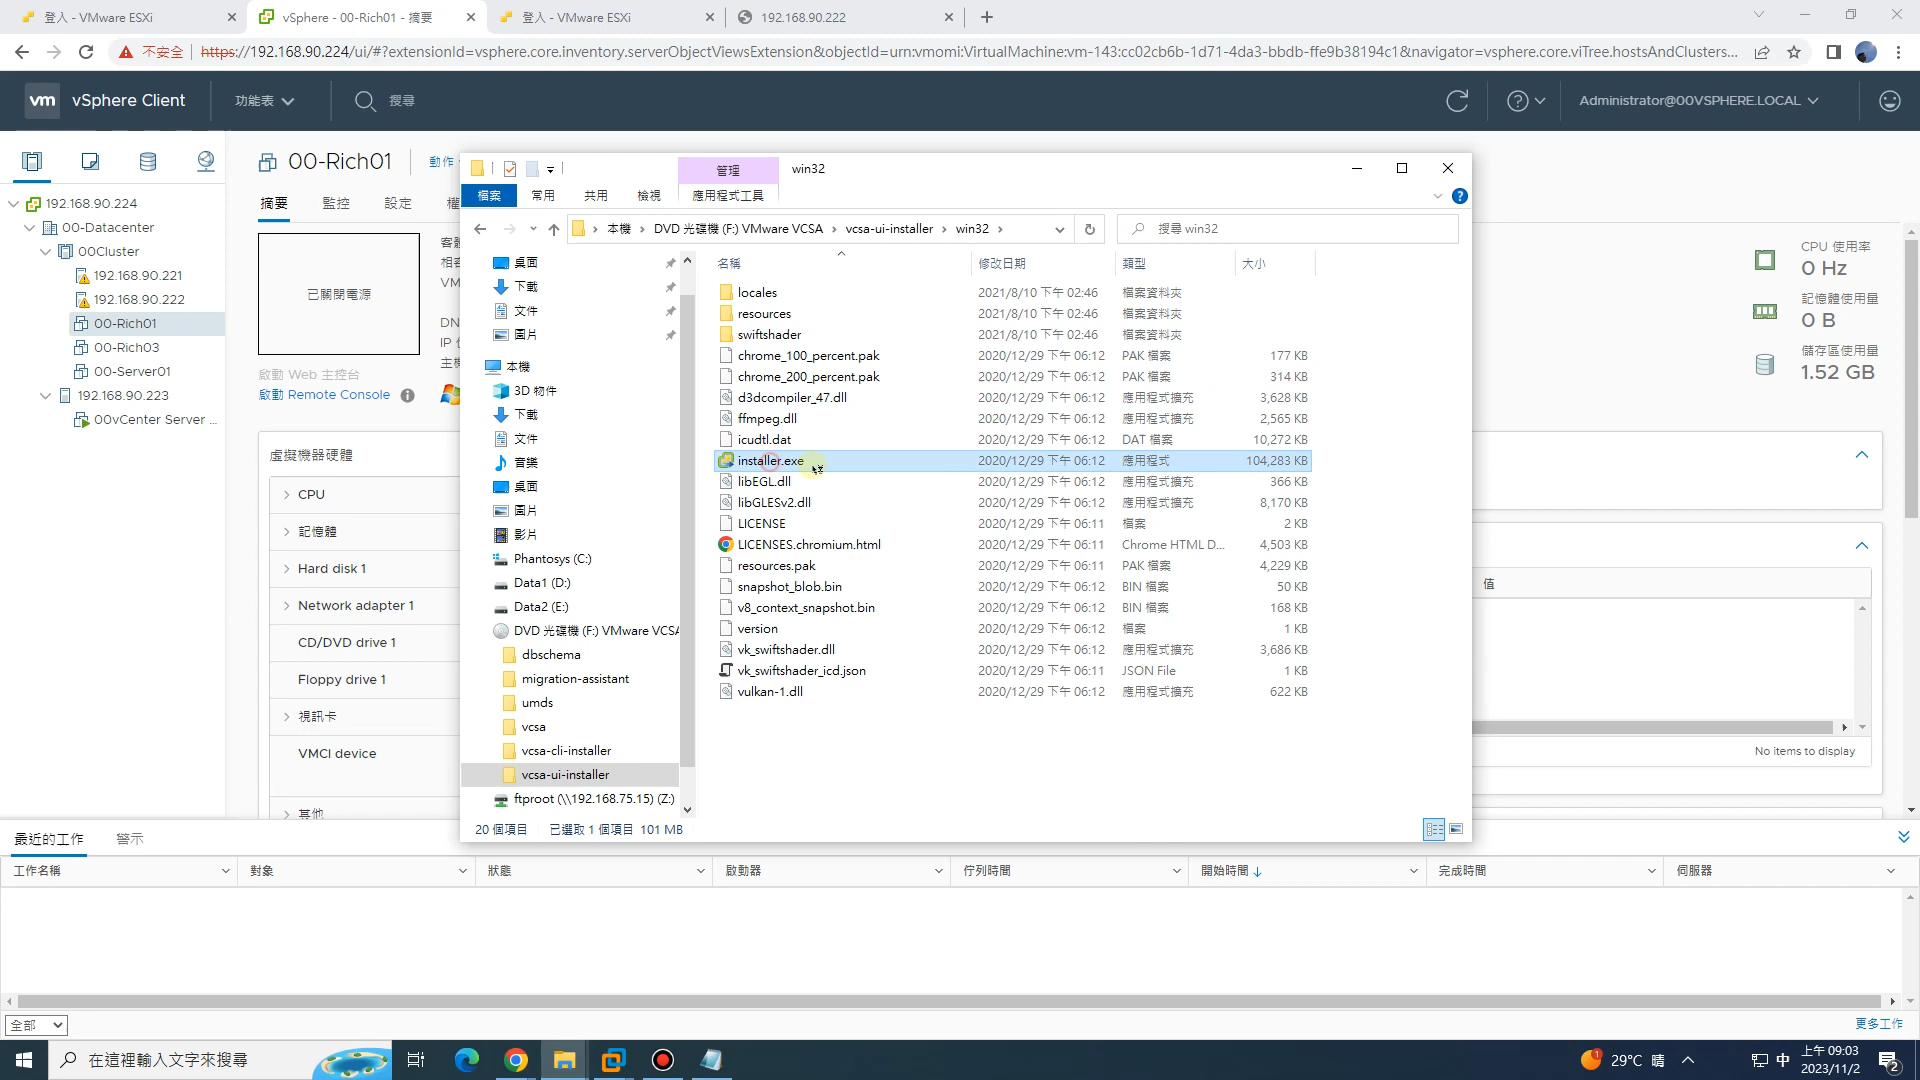 登入 - VMware ESXi
vSphere - 00-Rich01 - 摘要
登入 - VMware ESXi
192.168.90.222
不安全
https://192.168.90.224/ui/#?extensionId=vsphere.core.inventory.serverObjectViewsExtension&objectId=urn:vmomi:VirtualMachine:vm-143:cc02cb6b-1d71-4da3-bbdb-ffe9b38194c1&navigator=vsphere.core.viTree.hostsAndClusters...
vm vSphere Client
功能表
搜尋
Administrator@00VSPHERE.LOCAL
192.168.90.224
00-Datacenter
00Cluster
192.168.90.221
192.168.90.222
00-Rich01
00-Rich03
00-Server01
192.168.90.223
00vCenter Server ...
00-Rich01
動作
摘要
監控
設定
權
已關閉電源
客體
相容
VM
DN
IP 位
主機
啟動 Web 主控台
啟動 Remote Console
虛擬機器硬體
CPU
記憶體
Hard disk 1
Network adapter 1
CD/DVD drive 1
Floppy drive 1
視訊卡
VMCI device
其他
管理
win32
檔案
常用
共用
檢視
應用程式工具
本機
DVD 光碟機 (F:) VMware VCSA
vcsa-ui-installer
win32
搜尋 win32
桌面
下載
文件
圖片
本機
3D 物件
下載
文件
音樂
桌面
圖片
影片
Phantosys (C:)
Data1 (D:)
Data2 (E:)
DVD 光碟機 (F:) VMware VCSA
dbschema
migration-assistant
umds
vcsa
vcsa-cli-installer
vcsa-ui-installer
ftproot (\\192.168.75.15) (Z:)
名稱 修改日期 類型 大小
locales 2021/8/10 下午 02:46 檔案資料夾
resources 2021/8/10 下午 02:46 檔案資料夾
swiftshader 2021/8/10 下午 02:46 檔案資料夾
chrome_100_percent.pak 2020/12/29 下午 06:12 PAK 檔案 177 KB
chrome_200_percent.pak 2020/12/29 下午 06:12 PAK 檔案 314 KB
d3dcompiler_47.dll 2020/12/29 下午 06:12 應用程式擴充 3,628 KB
ffmpeg.dll 2020/12/29 下午 06:12 應用程式擴充 2,565 KB
icudtl.dat 2020/12/29 下午 06:12 DAT 檔案 10,272 KB
installer.exe 2020/12/29 下午 06:12 應用程式 104,283 KB
libEGL.dll 2020/12/29 下午 06:12 應用程式擴充 366 KB
libGLESv2.dll 2020/12/29 下午 06:12 應用程式擴充 8,170 KB
LICENSE 2020/12/29 下午 06:11 檔案 2 KB
LICENSES.chromium.html 2020/12/29 下午 06:11 Chrome HTML D... 4,503 KB
resources.pak 2020/12/29 下午 06:11 PAK 檔案 4,229 KB
snapshot_blob.bin 2020/12/29 下午 06:12 BIN 檔案 50 KB
v8_context_snapshot.bin 2020/12/29 下午 06:12 BIN 檔案 168 KB
version 2020/12/29 下午 06:12 檔案 1 KB
vk_swiftshader.dll 2020/12/29 下午 06:12 應用程式擴充 3,686 KB
vk_swiftshader_icd.json 2020/12/29 下午 06:11 JSON File 1 KB
vulkan-1.dll 2020/12/29 下午 06:12 應用程式擴充 622 KB
20 個項目 已選取 1 個項目 101 MB
CPU 使用率
0 Hz
記憶體使用量
0 B
儲存區使用量
1.52 GB
值
No items to display
最近的工作
警示
工作名稱 對象 狀態 啟動器 佇列時間 開始時間 完成時間 伺服器
全部
更多工作
在這裡輸入文字來搜尋
1
29°C 晴
中
上午 09:03
2023/11/2
2